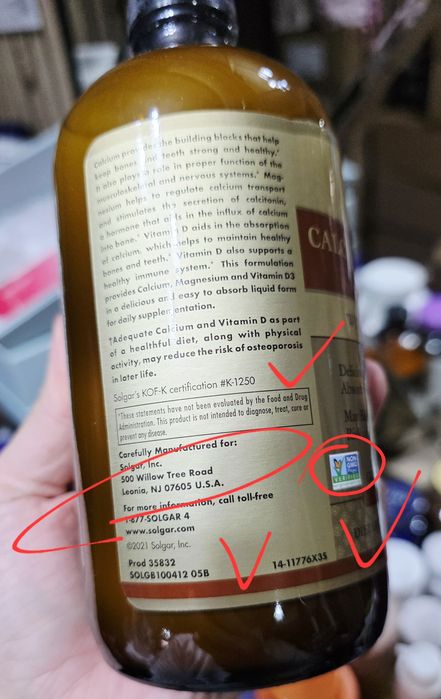 Calcium provides the building blocks that help
keep bones and teeth strong and healthy.*
It also plays a role in proper function of the
musculoskeletal and nervous systems.* Mag-
nesium helps to regulate calcium transport
and stimulates the secretion of calcitonin,
a hormone that aids in the influx of calcium
into bone.* Vitamin D aids in the absorption
of calcium, which helps to maintain healthy
bones and teeth.* Vitamin D also supports a
healthy immune system.* This formulation
provides Calcium, Magnesium and Vitamin D3
in a delicious and easy to absorb liquid form
for daily supplementation.
†Adequate Calcium and Vitamin D as part
of a healthful diet, along with physical
activity, may reduce the risk of osteoporosis
in later life.
Solgar's KOF-K certification #K-1250
*These statements have not been evaluated by the Food and Drug
Administration. This product is not intended to diagnose, treat, cure or
prevent any disease.
Carefully Manufactured for:
Solgar, Inc.
500 Willow Tree Road
Leonia, NJ 07605 U.S.A.
For more information, call toll-free
1-877-SOLGAR 4
www.solgar.com
©2021 Solgar, Inc.
Prod 35832
SOLGB100412 05B
14-11776X35
NON
GMO
VERIFIED